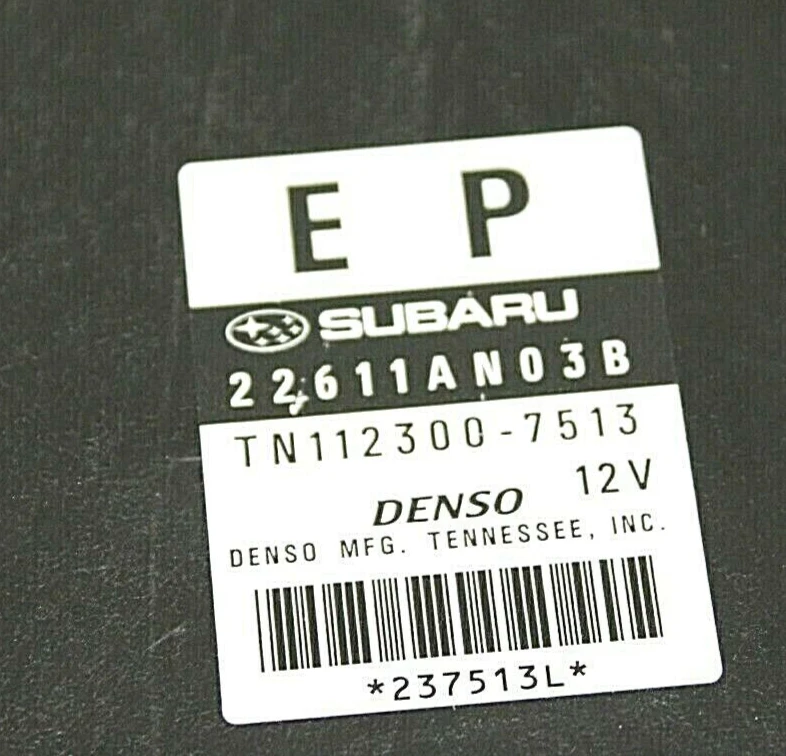 E P
SUBARU
22611AN03B
TN112300-7513
12V
DENSO
DENSO MFG. TENNESSEE, INC.
*237513L*